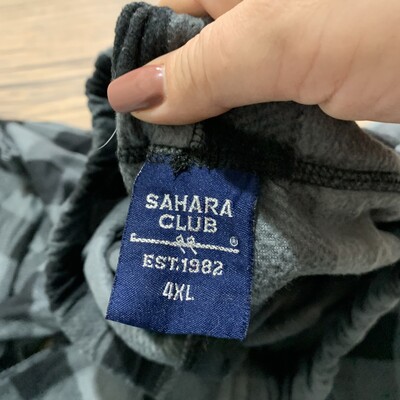 SAHARA
CLUB
®
EST.1982
4XL